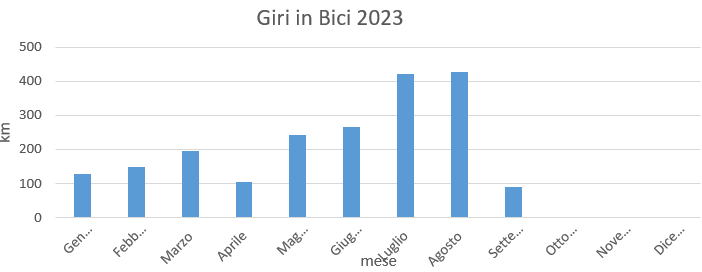 Giri in Bici 2023
500
400
300
200
100
0
km
Gen...
Febb...
Marzo
Aprile
Mag...
Giug...
Luglio
Agosto
Sette...
Otto...
Nove...
Dice...
mese